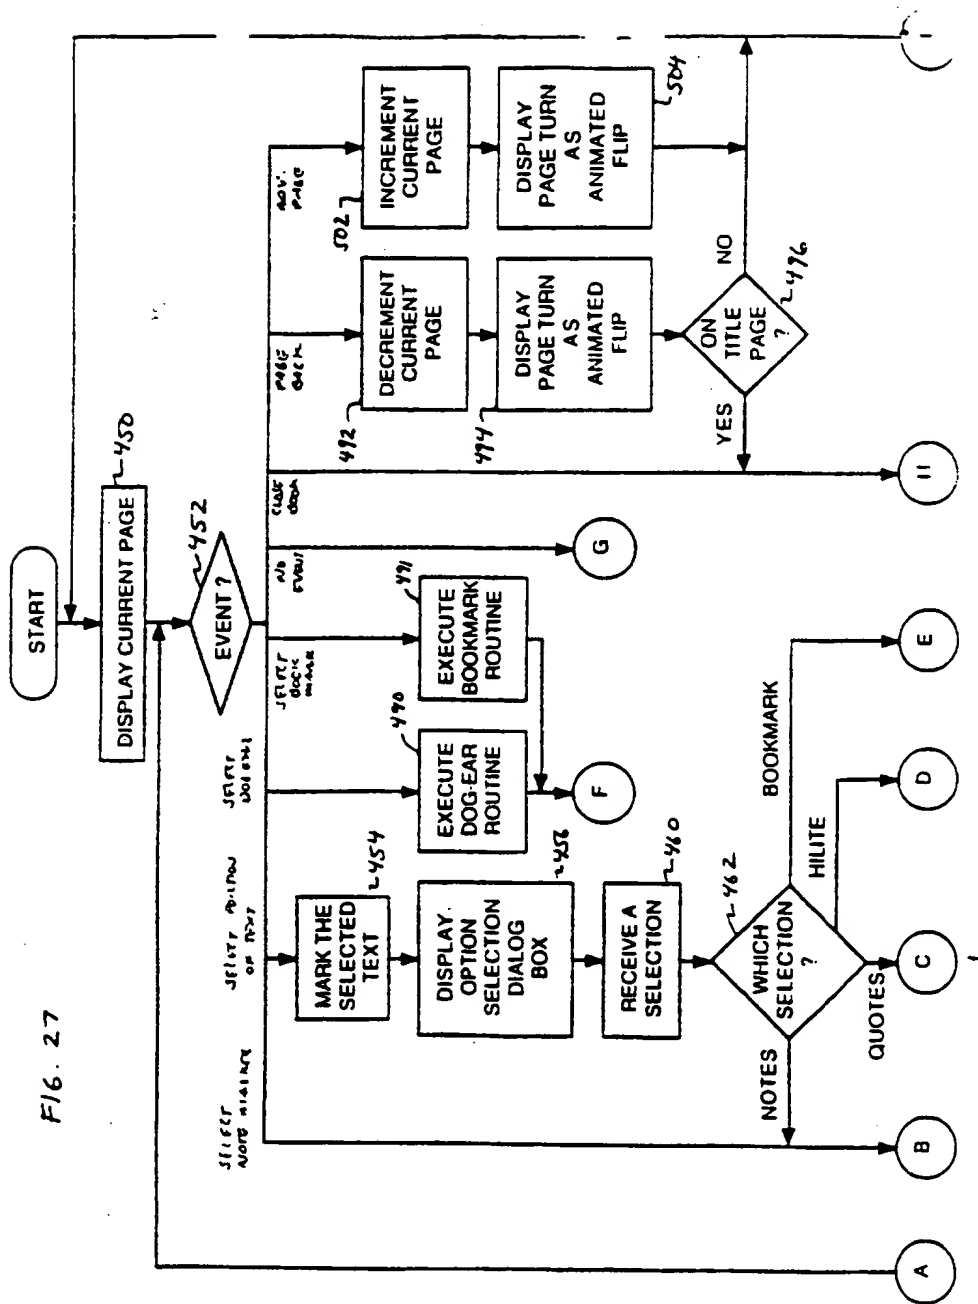 FIG. 27
START
DISPLAY CURRENT PAGE
450
EVENT ?
452
SELECT
NOTE
SELECT PORTION
OF TEXT
SELECT
DOG EAR
SELECT
BOOK
MARK
NO
EVENT
CLOSE
BOOK
PAGE
BACK
ADV.
PAGE
MARK THE
SELECTED
TEXT
454
DISPLAY
OPTION
SELECTION
DIALOG
BOX
458
RECEIVE A
SELECTION
460
WHICH
SELECTION
?
462
NOTES
QUOTES
HILITE
BOOKMARK
EXECUTE
DOG-EAR
ROUTINE
490
EXECUTE
BOOKMARK
ROUTINE
491
DECREMENT
CURRENT
PAGE
492
DISPLAY
PAGE TURN
AS
ANIMATED
FLIP
494
ON
TITLE
PAGE
?
496
YES
NO
INCREMENT
CURRENT
PAGE
502
DISPLAY
PAGE TURN
AS
ANIMATED
FLIP
504
F
G
A
B
C
D
E
H
I